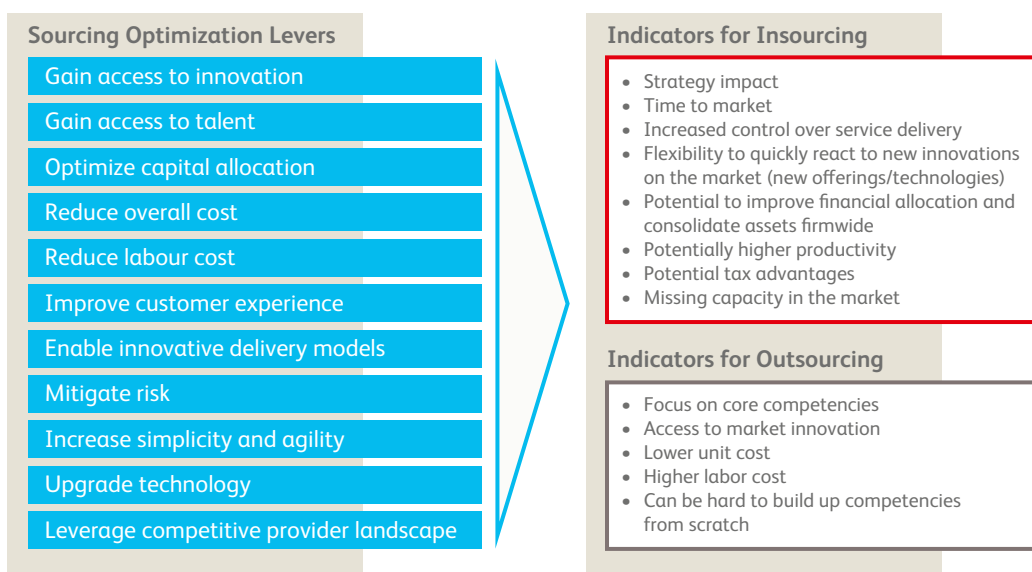 Sourcing Optimization Levers
Gain access to innovation
Gain access to talent
Optimize capital allocation
Reduce overall cost
Reduce labour cost
Improve customer experience
Enable innovative delivery models
Mitigate risk
Increase simplicity and agility
Upgrade technology
Leverage competitive provider landscape
Indicators for Insourcing
• Strategy impact
• Time to market
• Increased control over service delivery
• Flexibility to quickly react to new innovations
on the market (new offerings/technologies)
• Potential to improve financial allocation and
consolidate assets firmwide
• Potentially higher productivity
• Potential tax advantages
• Missing capacity in the market
Indicators for Outsourcing
• Focus on core competencies
• Access to market innovation
• Lower unit cost
• Higher labor cost
• Can be hard to build up competencies
from scratch